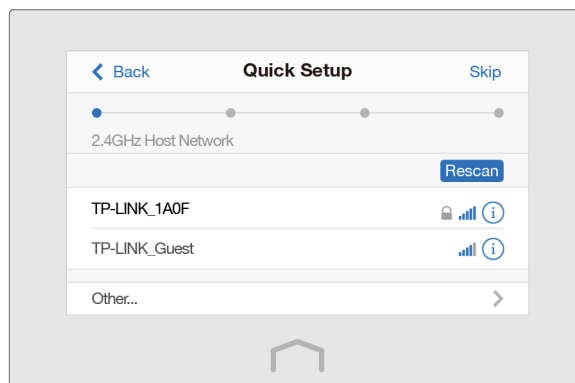 Back Quick Setup Skip
2.4GHz Host Network
Rescan
TP-LINK_1A0F
TP-LINK_Guest
Other...